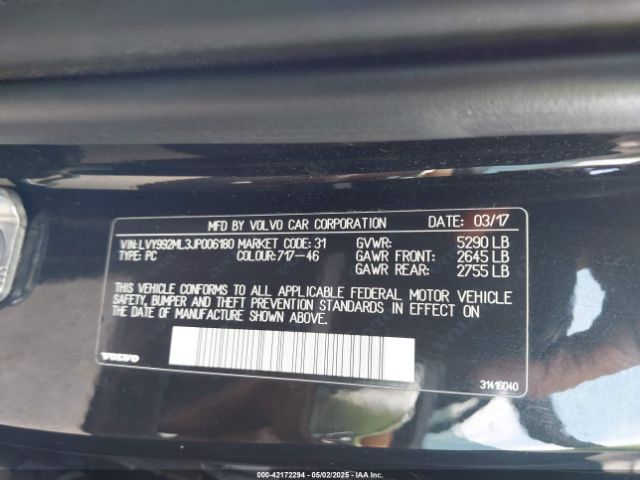 MFD BY VOLVO CAR CORPORATION DATE: 03/17
VIN:LVY992ML3JP006180 MARKET CODE: 31 GVWR: 5290 LB
TYPE: PC COLOUR:717-46 GAWR FRONT: 2645 LB
GAWR REAR: 2755 LB
THIS VEHICLE CONFORMS TO ALL APPLICABLE FEDERAL MOTOR VEHICLE
SAFETY, BUMPER AND THEFT PREVENTION STANDARDS IN EFFECT ON
THE DATE OF MANUFACTURE SHOWN ABOVE.
VOLVO
31416040
000-42172294 - 05/02/2025 - IAA Inc.